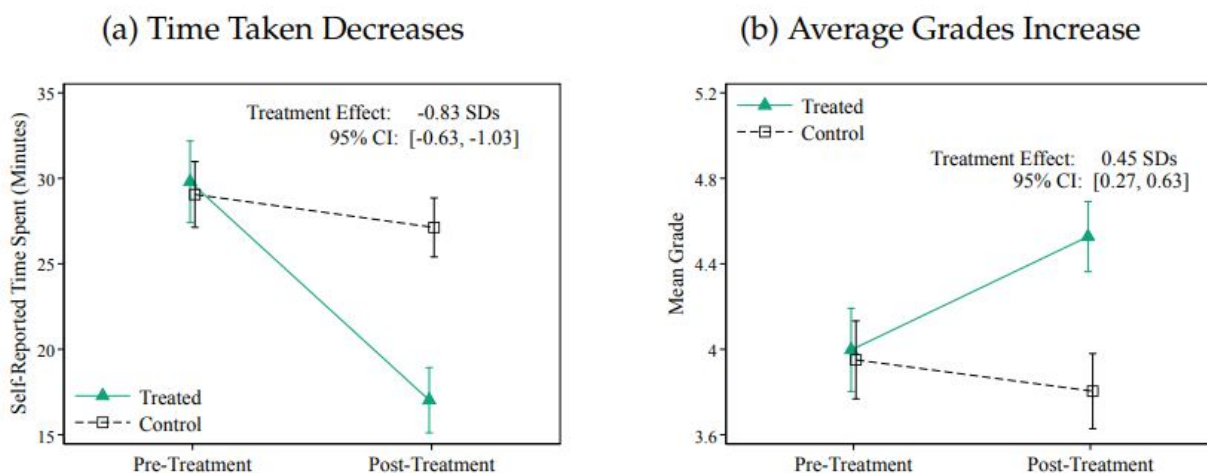 (a) Time Taken Decreases
Self-Reported Time Spent (Minutes)
35
30
25
20
15
Treatment Effect: -0.83 SDs
95% CI: [-0.63, -1.03]
Treated
Control
Pre-Treatment
Post-Treatment
(b) Average Grades Increase
Mean Grade
5.2
4.8
4.4
4
3.6
Treated
Control
Treatment Effect: 0.45 SDs
95% CI: [0.27, 0.63]
Pre-Treatment
Post-Treatment